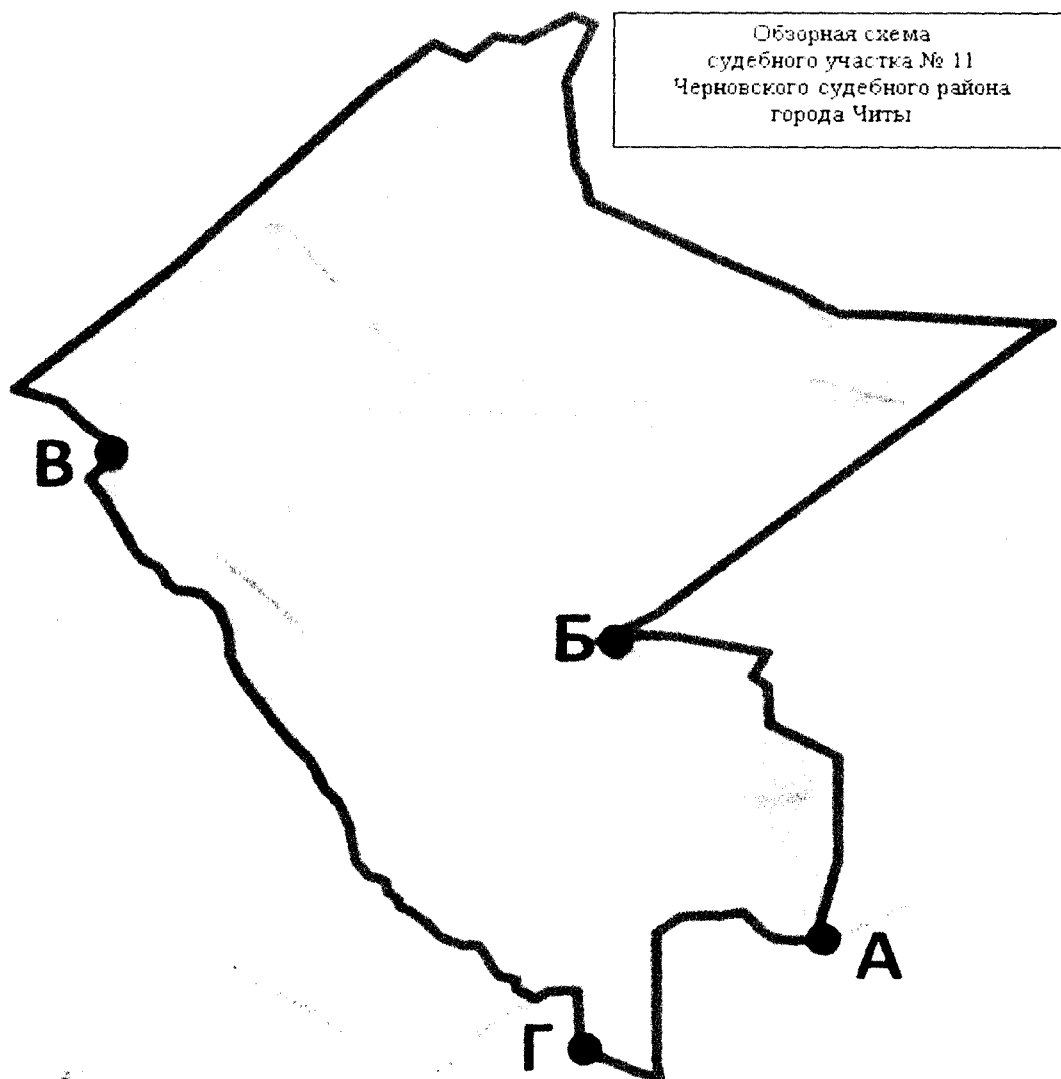 Обзорная схема
судебного участка № 11
Черновского судебного района
города Читы
В
Б
А
Г